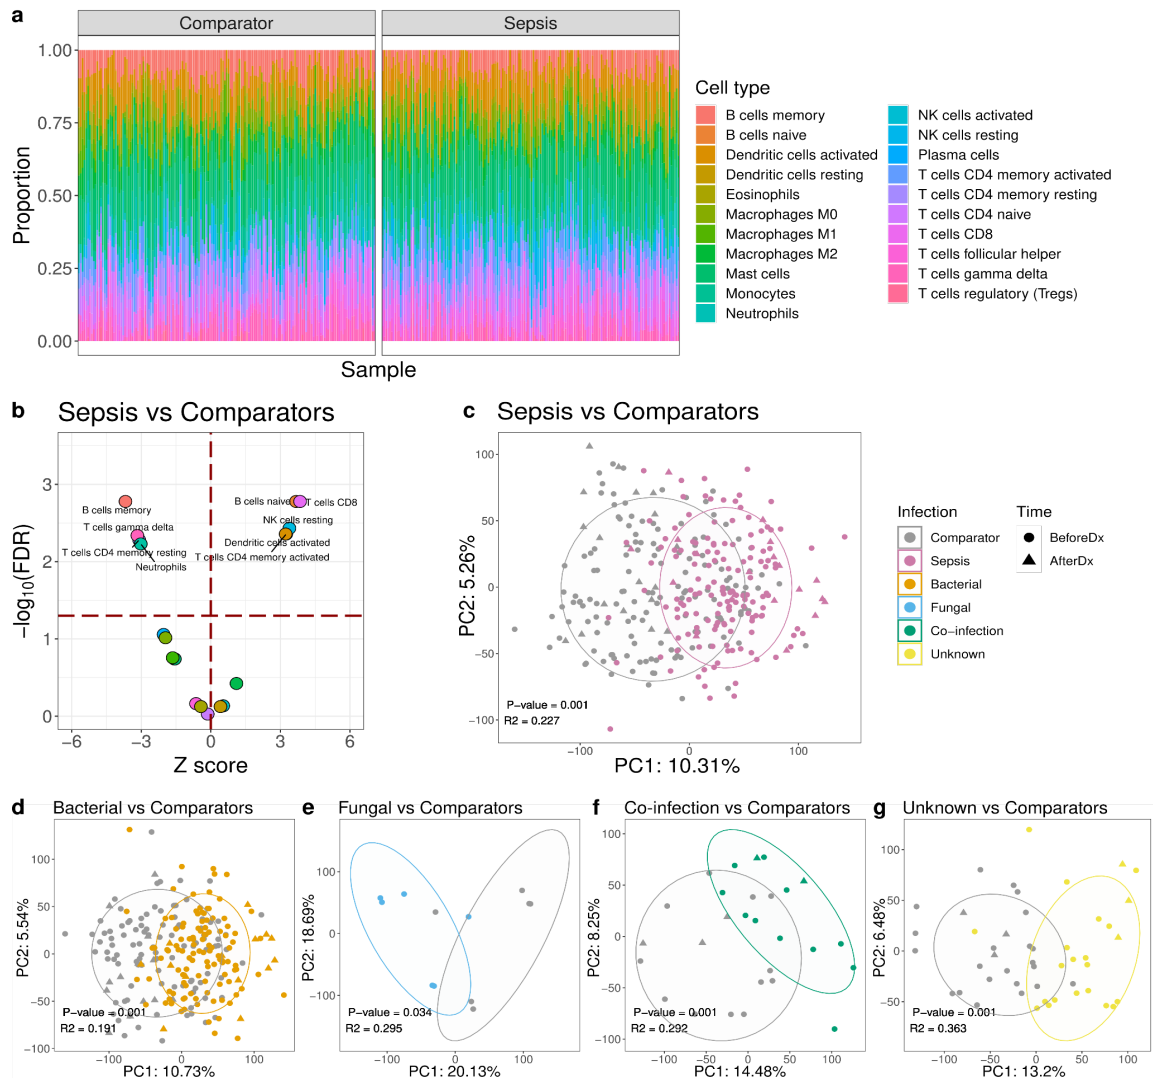 a
Comparator
Sepsis
1.00
0.75
0.50
0.25
0.00
Proportion
Sample
Cell type
B cells memory
B cells naive
Dendritic cells activated
Dendritic cells resting
Eosinophils
Macrophages M0
Macrophages M1
Macrophages M2
Mast cells
Monocytes
Neutrophils
NK cells activated
NK cells resting
Plasma cells
T cells CD4 memory activated
T cells CD4 memory resting
T cells CD4 naive
T cells CD8
T cells follicular helper
T cells gamma delta
T cells regulatory (Tregs)
b
Sepsis vs Comparators
3
2
1
0
−log10(FDR)
B cells memory
T cells gamma delta
T cells CD4 memory resting
Neutrophils
B cells naive
T cells CD8
NK cells resting
Dendritic cells activated
T cells CD4 memory activated
−6
−3
0
3
6
Z score
c
Sepsis vs Comparators
100
50
0
−50
−100
PC2: 5.26%
P−value = 0.001
R2 = 0.227
−100
0
100
PC1: 10.31%
Infection
Comparator
Sepsis
Bacterial
Fungal
Co−infection
Unknown
Time
BeforeDx
AfterDx
d
Bacterial vs Comparators
100
50
0
−50
−100
PC2: 5.54%
P−value = 0.001
R2 = 0.191
−100
0
100
PC1: 10.73%
e
Fungal vs Comparators
100
0
−100
PC2: 18.69%
P−value = 0.034
R2 = 0.295
−100
0
100
PC1: 20.13%
f
Co−infection vs Comparators
100
50
0
−50
−100
PC2: 8.25%
P−value = 0.001
R2 = 0.292
−100
−50
0
50
100
PC1: 14.48%
g
Unknown vs Comparators
100
50
0
−50
PC2: 6.48%
P−value = 0.001
R2 = 0.363
−100
−50
0
50
100
PC1: 13.2%